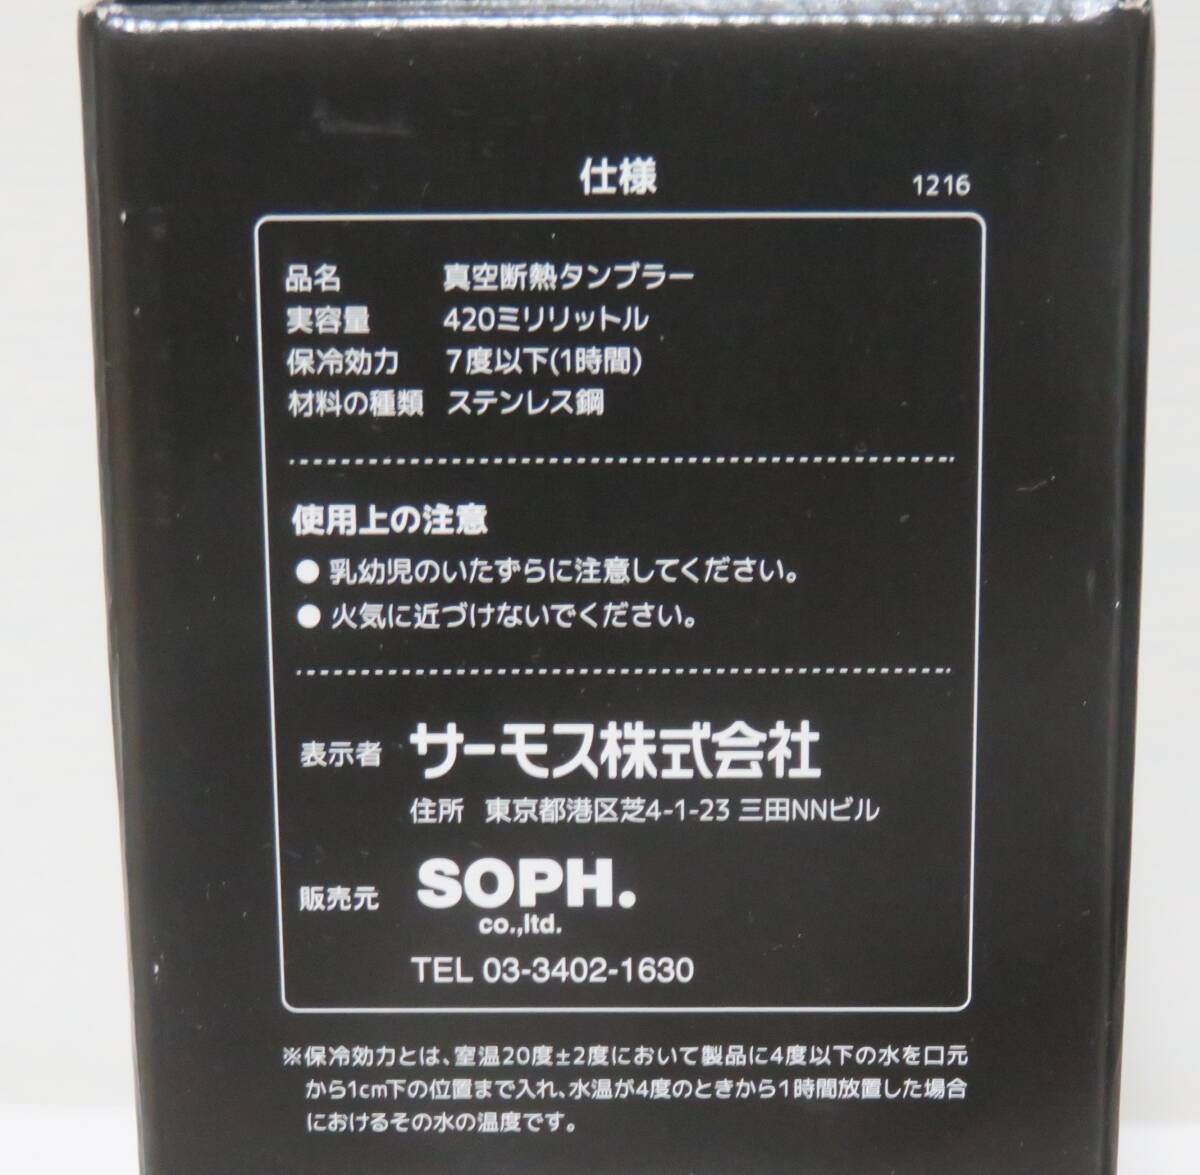 仕様
1216
品名 真空断熱タンブラー
実容量 420ミリリットル
保冷効力 7度以下(1時間)
材料の種類 ステンレス鋼
使用上の注意
● 乳幼児のいたずらに注意してください。
● 火気に近づけないでください。
表示者 サーモス株式会社
住所 東京都港区芝4-1-23 三田NNビル
販売元 SOPH.
co.,ltd.
TEL 03-3402-1630
※保冷効力とは、室温20度±2度において製品に4度以下の水を口元
から1cm下の位置まで入れ、水温が4度のときから1時間放置した場合
におけるその水の温度です。